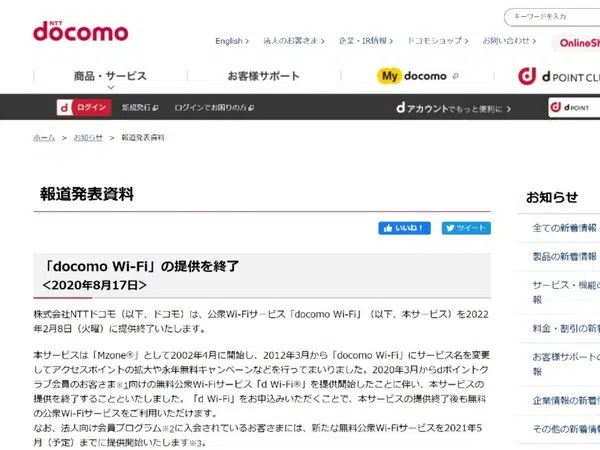 NTT
döcomo
キーワードを入力
English
法人のお客さま
企業・IR情報
ドコモショップ
お問い合わせ
OnlineSh
商品・サービス
お客様サポート
My docomo
d POINT CLU
d ログイン
新規発行
ログインでお困りの方
d アカウントでもっと便利に
d POINT
ホーム > お知らせ > 報道発表資料
報道発表資料
いいね!
ツイート
「docomo Wi-Fi」の提供を終了
<2020年8月17日>
株式会社NTTドコモ(以下、ドコモ)は、公衆Wi-Fiサービス「docomo Wi-Fi」(以下、本サービス)を2022
年2月8日(火曜)に提供終了いたします。
本サービスは「Mzone®」として2002年4月に開始し、2012年3月から「docomo Wi-Fi」にサービス名を変更
してアクセスポイントの拡大や永年無料キャンペーンなどを行ってまいりました。2020年3月からdポイントク
ラブ会員のお客さま※1向けの無料公衆Wi-Fiサービス「d Wi-Fi®」を提供開始したことに伴い、本サービスの
提供を終了することといたしました。「d Wi-Fi」をお申込みいただくことで、本サービスの提供終了後も無料
の公衆Wi-Fiサービスをご利用いただけます。
なお、法人向け会員プログラム※2に入会されているお客さまには、新たな無料公衆Wi-Fiサービスを2021年5
月(予定)までに提供開始いたします※3。
お知らせ
全ての新着情報
製品の新着情報
サービス・機能の
報
料金・割引の新着
お客様サポートの
報
企業情報の新着情
その他の新着情報